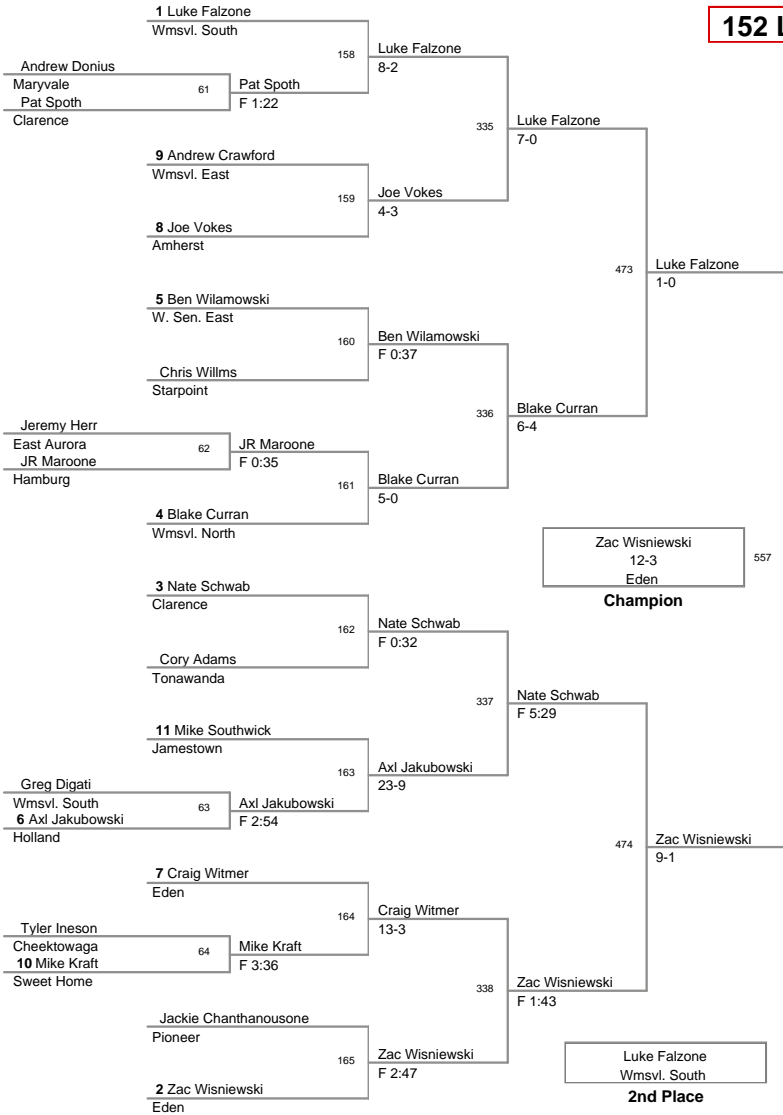 152 L
1 Luke Falzone
Wmsvl. South
158
Luke Falzone
8-2
Andrew Donius
Maryvale
61
Pat Spoth
Clarence
Pat Spoth
F 1:22
335
Luke Falzone
7-0
9 Andrew Crawford
Wmsvl. East
159
Joe Vokes
4-3
8 Joe Vokes
Amherst
473
Luke Falzone
1-0
5 Ben Wilamowski
W. Sen. East
160
Ben Wilamowski
F 0:37
Chris Willms
Starpoint
336
Blake Curran
6-4
Jeremy Herr
East Aurora
62
JR Maroone
Hamburg
JR Maroone
F 0:35
161
Blake Curran
5-0
4 Blake Curran
Wmsvl. North
Zac Wisniewski
12-3
Eden
557
Champion
3 Nate Schwab
Clarence
162
Nate Schwab
F 0:32
Cory Adams
Tonawanda
337
Nate Schwab
F 5:29
11 Mike Southwick
Jamestown
163
Axl Jakubowski
23-9
Greg Digati
Wmsvl. South
63
6 Axl Jakubowski
Holland
Axl Jakubowski
F 2:54
474
Zac Wisniewski
9-1
7 Craig Witmer
Eden
164
Craig Witmer
13-3
Tyler Ineson
Cheektowaga
64
10 Mike Kraft
Sweet Home
Mike Kraft
F 3:36
338
Zac Wisniewski
F 1:43
Jackie Chanthanousone
Pioneer
165
Zac Wisniewski
F 2:47
2 Zac Wisniewski
Eden
Luke Falzone
Wmsvl. South
2nd Place